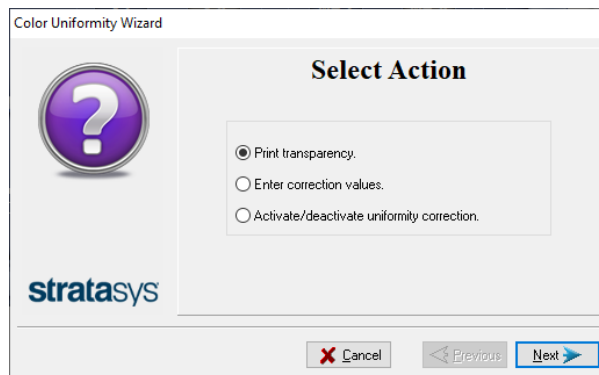 Color Uniformity Wizard
Select Action
Print transparency.
Enter correction values.
Activate/deactivate uniformity correction.
stratasys
Cancel
Previous
Next